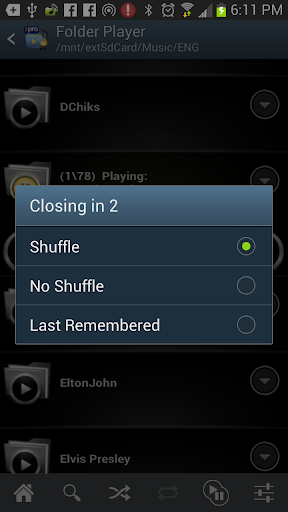 6:11 PM
pro
Folder Player
/mnt/extSdCard/Music/ENG
DChiks
(1\78) Playing:
Closing in 2
Shuffle
No Shuffle
Last Remembered
EltonJohn
Elvis Presley